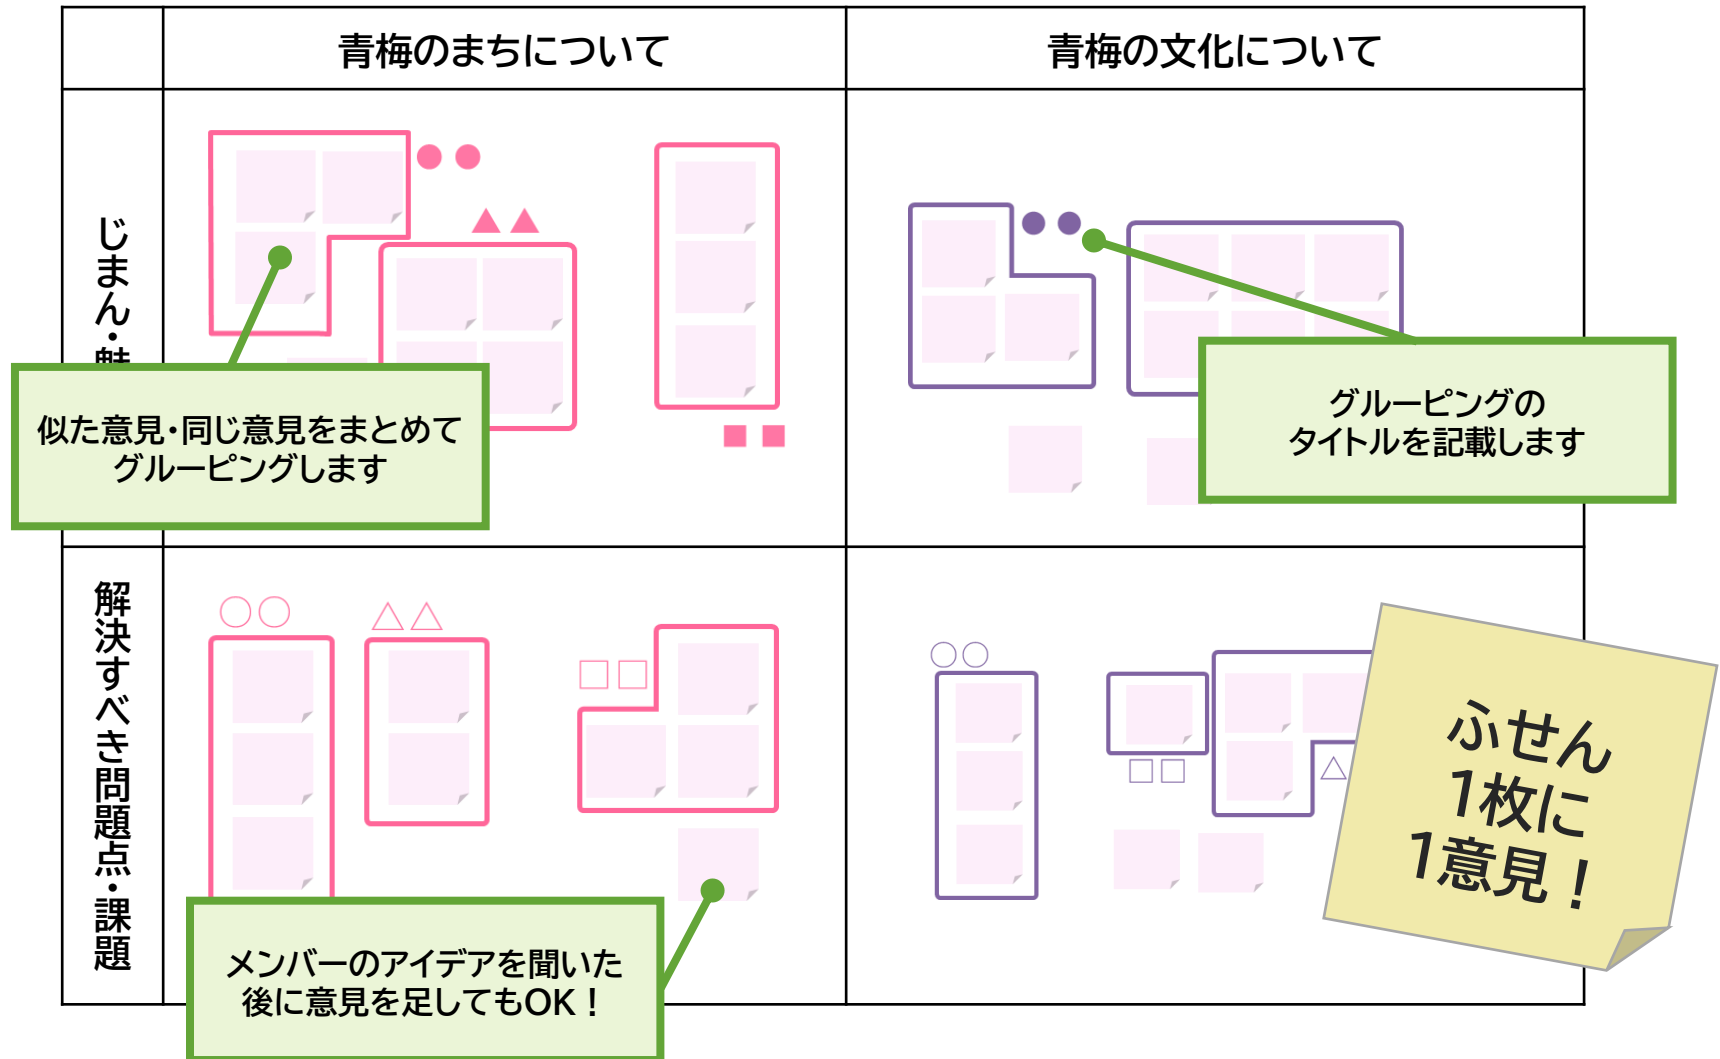 青梅のまちについて
青梅の文化について
じまん・魅
似た意見・同じ意見をまとめて
グルーピングします
グルーピングの
タイトルを記載します
解決すべき問題点・課題
メンバーのアイデアを聞いた
後に意見を足してもOK！
ふせん
1枚に
1意見！